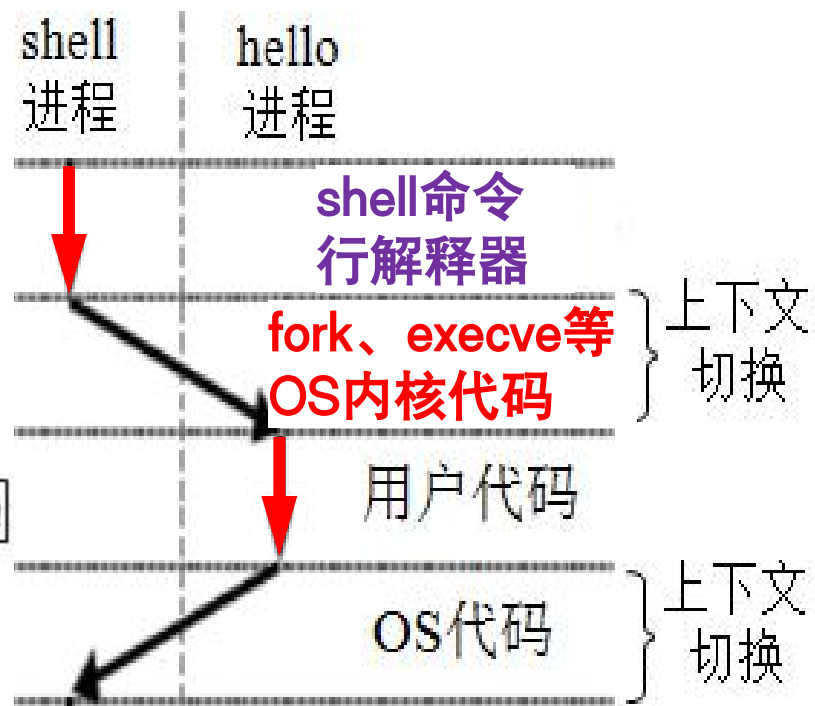 shell
进程
hello
进程
shell命令
行解释器
fork、execve等
OS内核代码
上下文
切换
用户代码
OS代码
上下文
切换